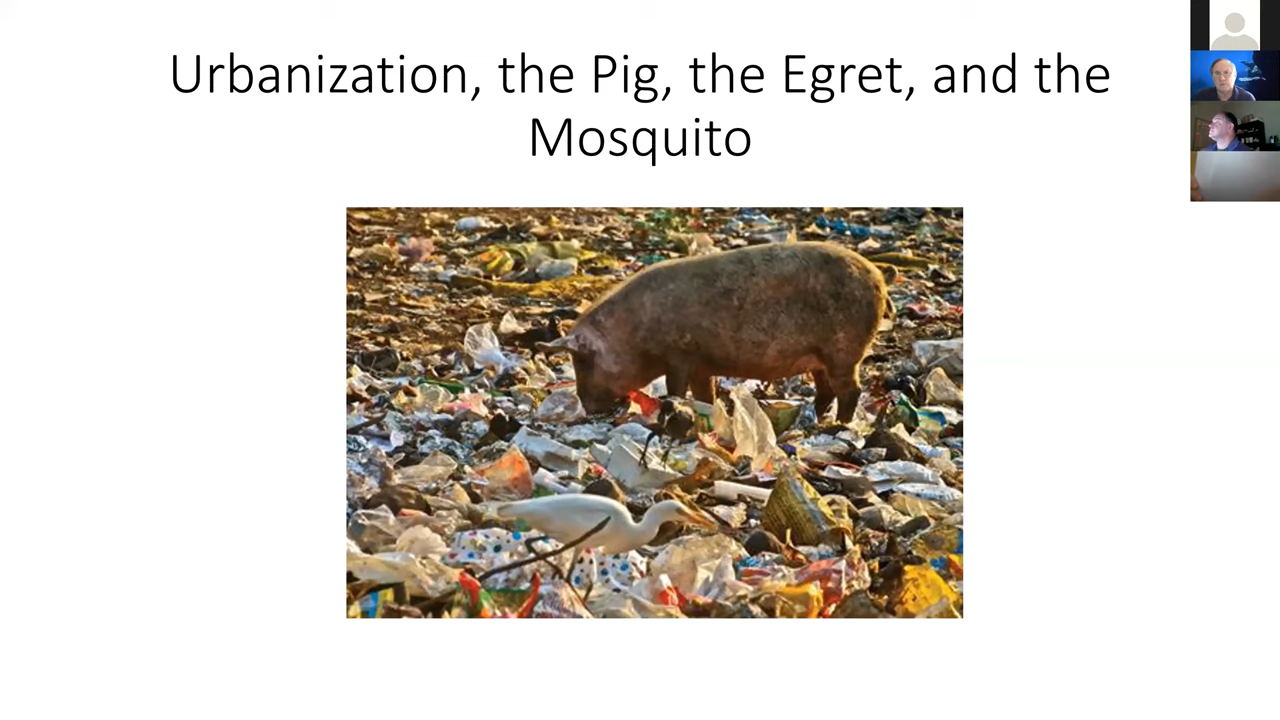 Urbanization, the Pig, the Egret, and the
Mosquito